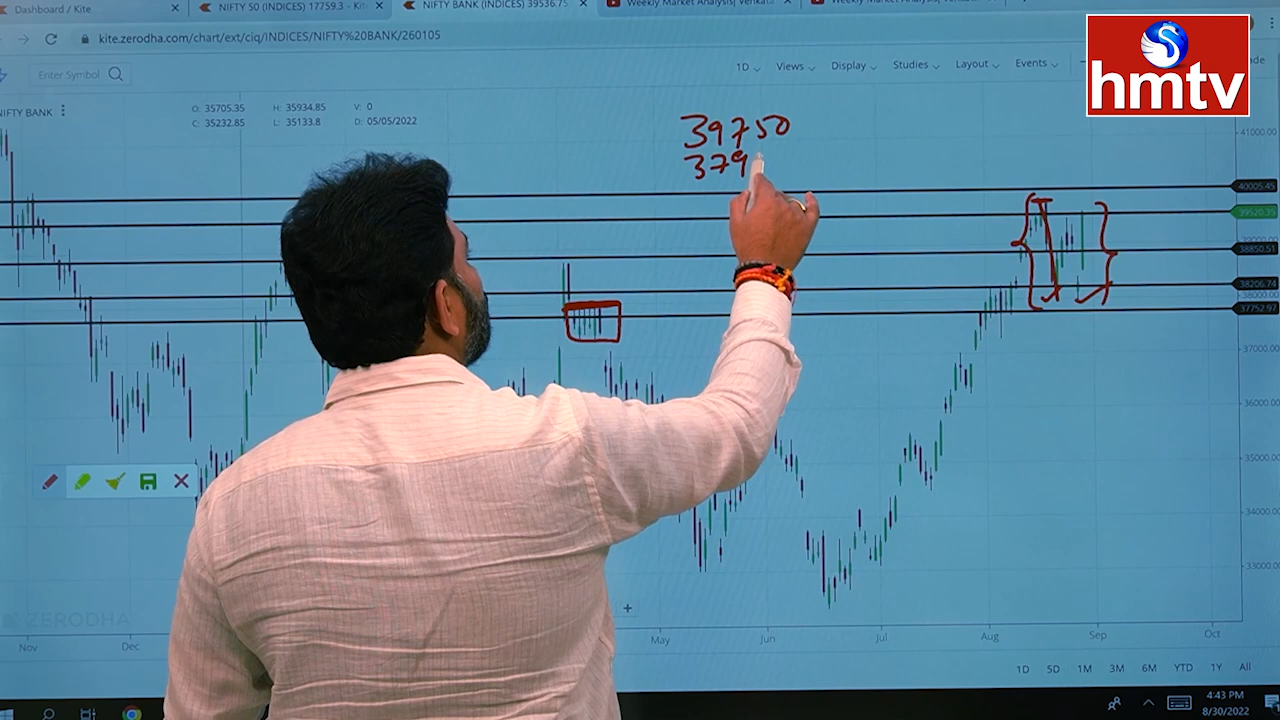 Dashboard / Kite
NIFTY 50 (INDICES) 17759.3 - Kit
NIFTY BANK (INDICES) 39536.75
Weekly Market Analysis| Venkat
Weekly Market Analysis| Venkat
kite.zerodha.com/chart/ext/ciq/INDICES/NIFTY%20BANK/260105
hmtv
Enter Symbol
1D
Views
Display
Studies
Layout
Events
NIFTY BANK
O: 35705.35
H: 35934.85
V: 0
C: 35232.85
L: 35133.8
D: 05/05/2022
39750
379
41000.
40005.45
39520.35
39000.00
38850.51
38206.74
38000.00
37752.97
37000.00
36000.00
35000.00
34000.00
33000.00
ZERODHA
Nov
Dec
May
Jun
Jul
Aug
Sep
Oct
1D
5D
1M
3M
6M
YTD
1Y
All
4:43 PM
8/30/2022